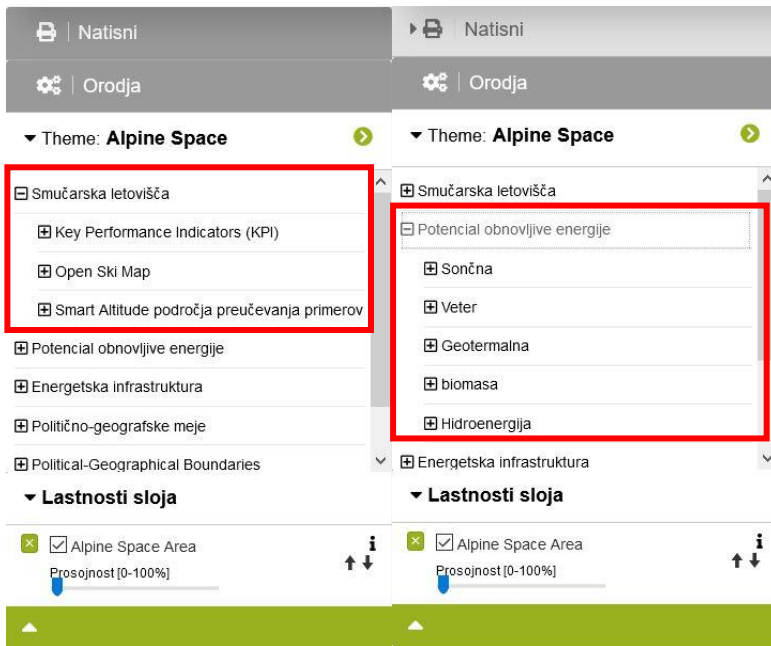 Natisni
Orodja
Theme: Alpine Space
Smučarska letovišča
Key Performance Indicators (KPI)
Open Ski Map
Smart Altitude področja preučevanja primerov
Potencial obnovljive energije
Energetska infrastruktura
Politično-geografske meje
Political-Geographical Boundaries
Lastnosti sloja
Alpine Space Area
Prosojnost [0-100%]
Natisni
Orodja
Theme: Alpine Space
Smučarska letovišča
Potencial obnovljive energije
Sončna
Veter
Geotermalna
biomasa
Hidroenergija
Energetska infrastruktura
Lastnosti sloja
Alpine Space Area
Prosojnost [0-100%]